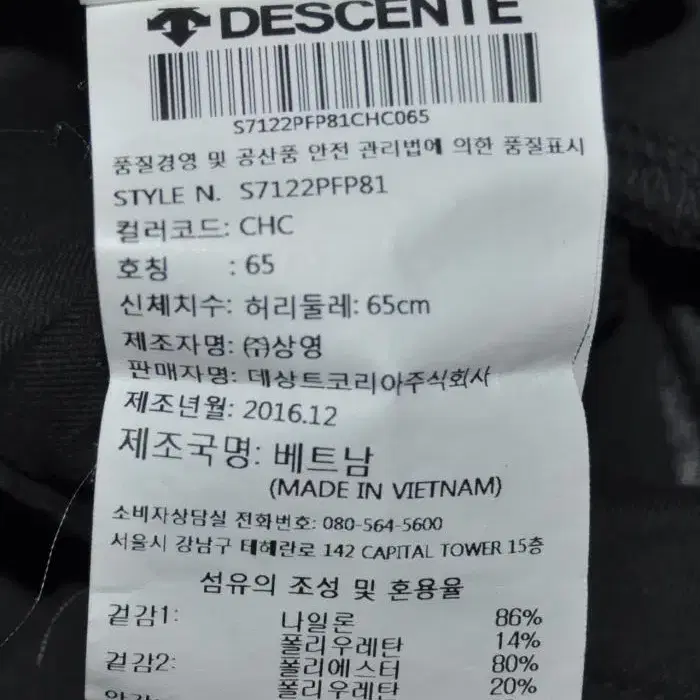 DESCENTE
S7122PFP81CHC065
품질경영 및 공산품 안전 관리법에 의한 품질표시
STYLE N. S7122PFP81
컬러코드: CHC
호칭 : 65
신체치수: 허리둘레: 65cm
제조자명: (주)상영
판매자명: 데상트코리아주식회사
제조년월: 2016.12
제조국명: 베트남
(MADE IN VIETNAM)
소비자상담실 전화번호: 080-564-5600
서울시 강남구 테헤란로 142 CAPITAL TOWER 15층
섬유의 조성 및 혼용율
겉감1: 나일론 86%
폴리우레탄 14%
겉감2: 폴리에스터 80%
폴리우레탄 20%